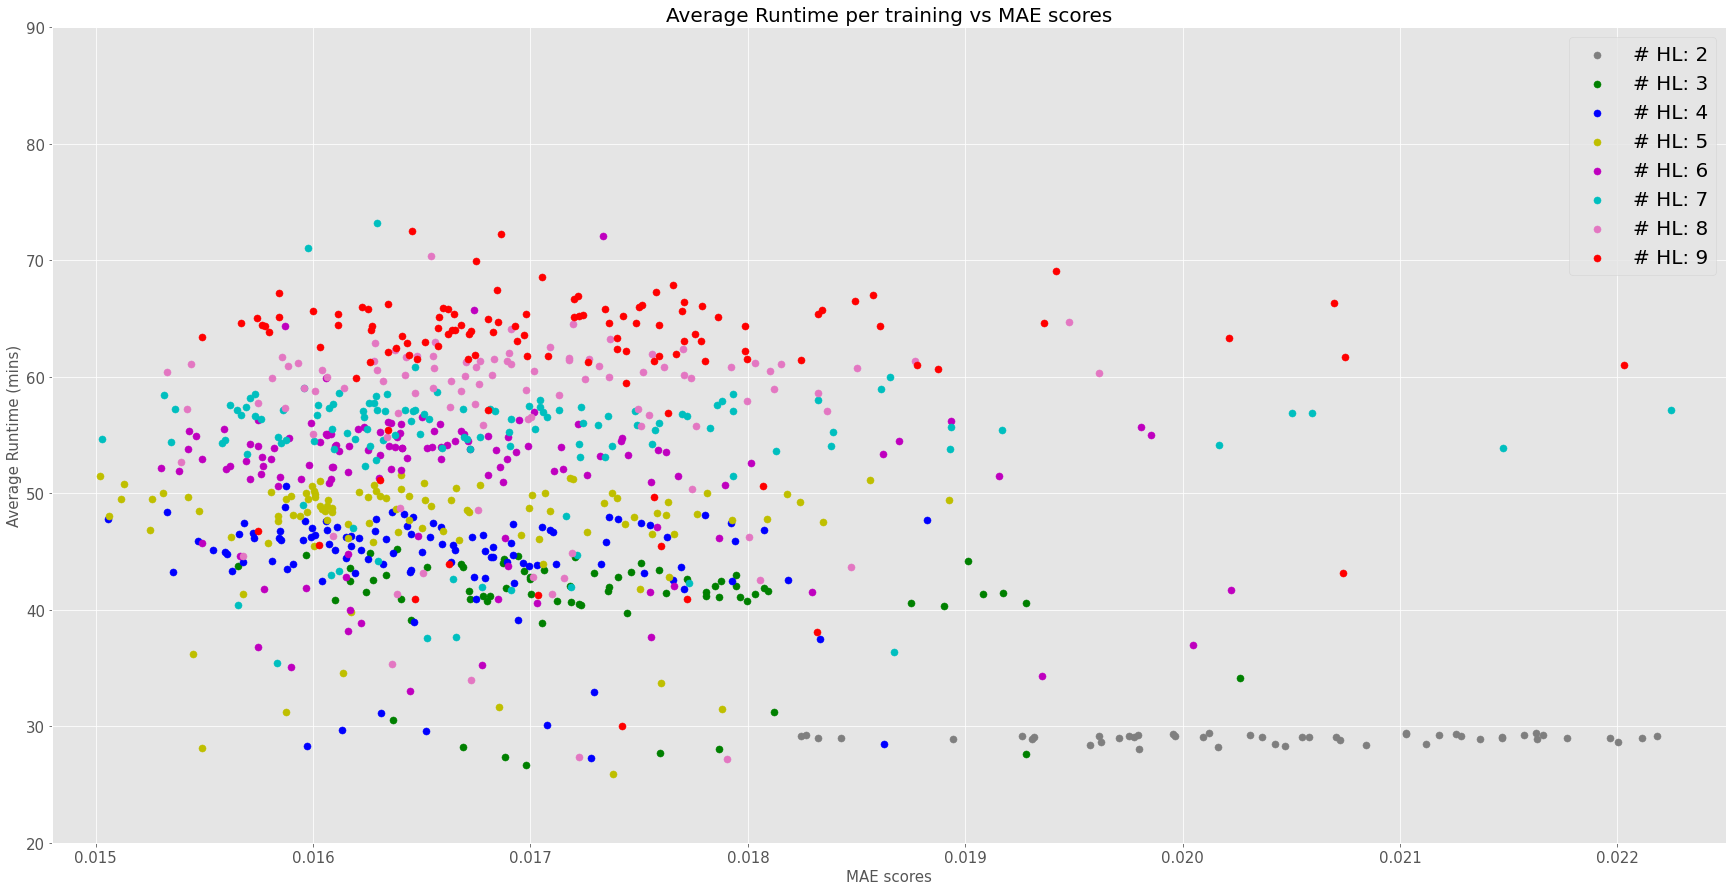 Average Runtime per training vs MAE scores
# HL: 2
# HL: 3
# HL: 4
# HL: 5
# HL: 6
# HL: 7
# HL: 8
# HL: 9
Average Runtime (mins)
90
80
70
60
50
40
30
20
0.015 0.016 0.017 0.018 0.019 0.020 0.021 0.022
MAE scores